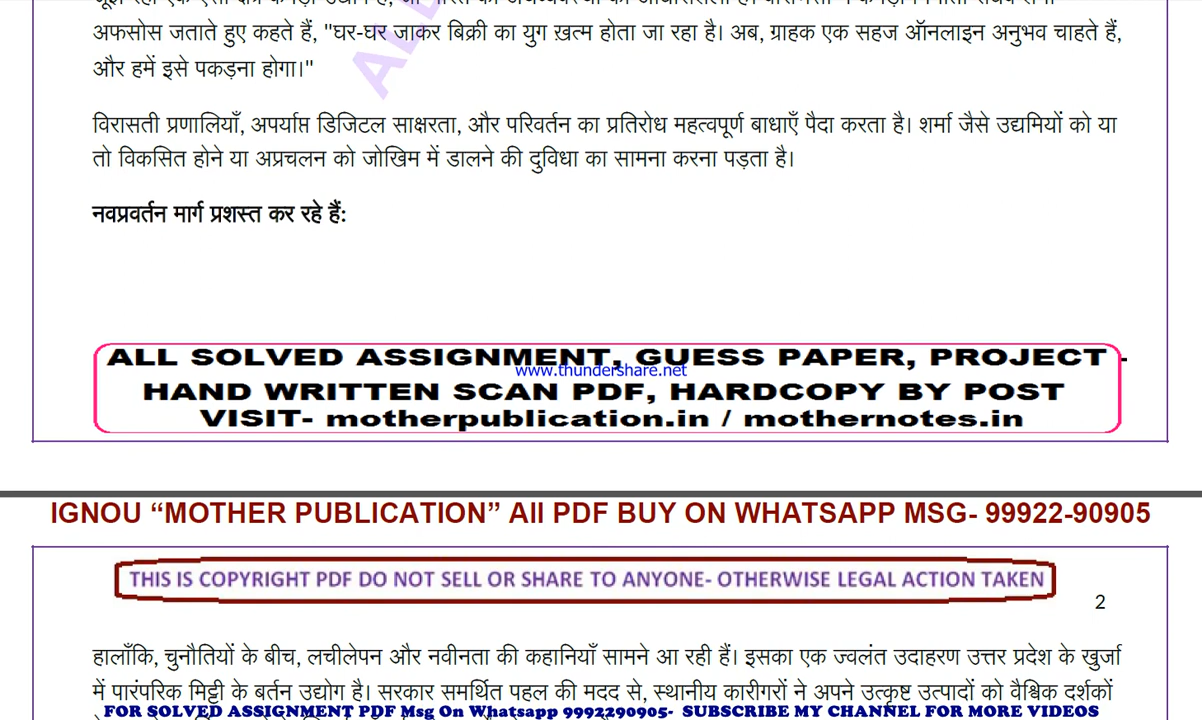 अफसोस जताते हुए कहते हैं, "घर-घर जाकर बिक्री का युग ख़त्म होता जा रहा है। अब, ग्राहक एक सहज ऑनलाइन अनुभव चाहते हैं,
और हमें इसे पकड़ना होगा।"
विरासती प्रणालियाँ, अपर्याप्त डिजिटल साक्षरता, और परिवर्तन का प्रतिरोध महत्वपूर्ण बाधाएँ पैदा करता है। शर्मा जैसे उद्यमियों को या
तो विकसित होने या अप्रचलन को जोखिम में डालने की दुविधा का सामना करना पड़ता है।
नवप्रवर्तन मार्ग प्रशस्त कर रहे हैं:
ALL SOLVED ASSIGNMENT, GUESS PAPER, PROJECT -
www.thundershare.net
HAND WRITTEN SCAN PDF, HARDCOPY BY POST
VISIT- motherpublication.in / mothernotes.in
IGNOU “MOTHER PUBLICATION” All PDF BUY ON WHATSAPP MSG- 99922-90905
THIS IS COPYRIGHT PDF DO NOT SELL OR SHARE TO ANYONE- OTHERWISE LEGAL ACTION TAKEN
2
हालाँकि, चुनौतियों के बीच, लचीलेपन और नवीनता की कहानियाँ सामने आ रही हैं। इसका एक ज्वलंत उदाहरण उत्तर प्रदेश के खुर्जा
में पारंपरिक मिट्टी के बर्तन उद्योग है। सरकार समर्थित पहल की मदद से, स्थानीय कारीगरों ने अपने उत्कृष्ट उत्पादों को वैश्विक दर्शकों
FOR SOLVED ASSIGNMENT PDF Msg On Whatsapp 9992290905- SUBSCRIBE MY CHANNEL FOR MORE VIDEOS